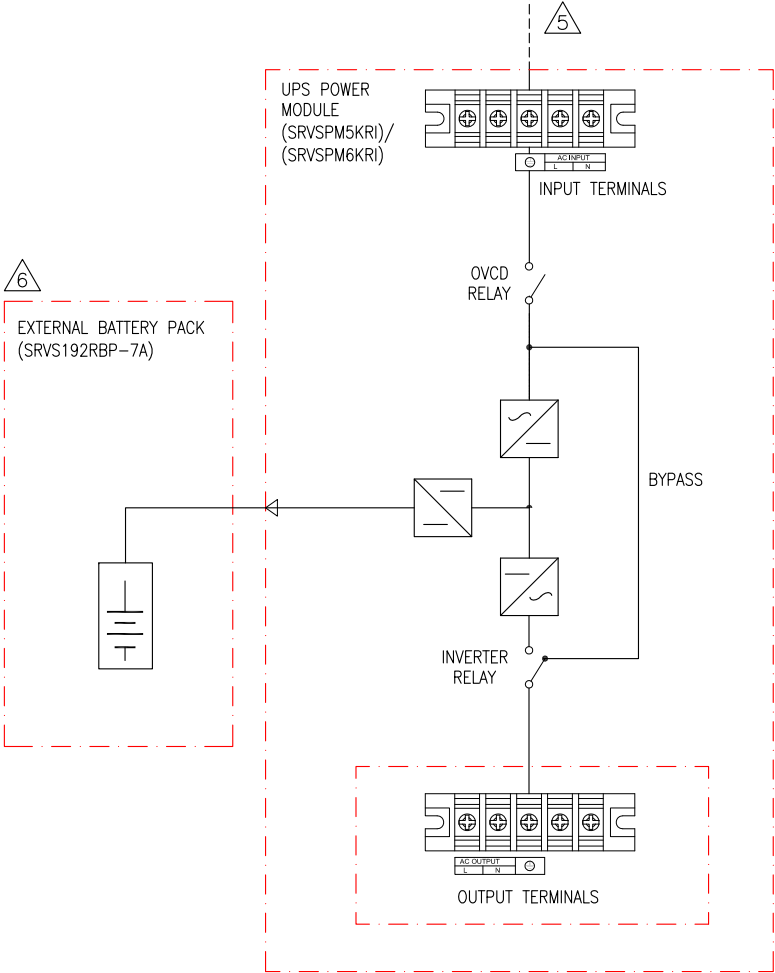 5
UPS POWER
MODULE
(SRVSPM5KRI)/
(SRVSPM6KRI)
AC INPUT
L N
INPUT TERMINALS
OVCD
RELAY
6
EXTERNAL BATTERY PACK
(SRVS192RBP-7A)
BYPASS
INVERTER
RELAY
AC OUTPUT
L N
OUTPUT TERMINALS